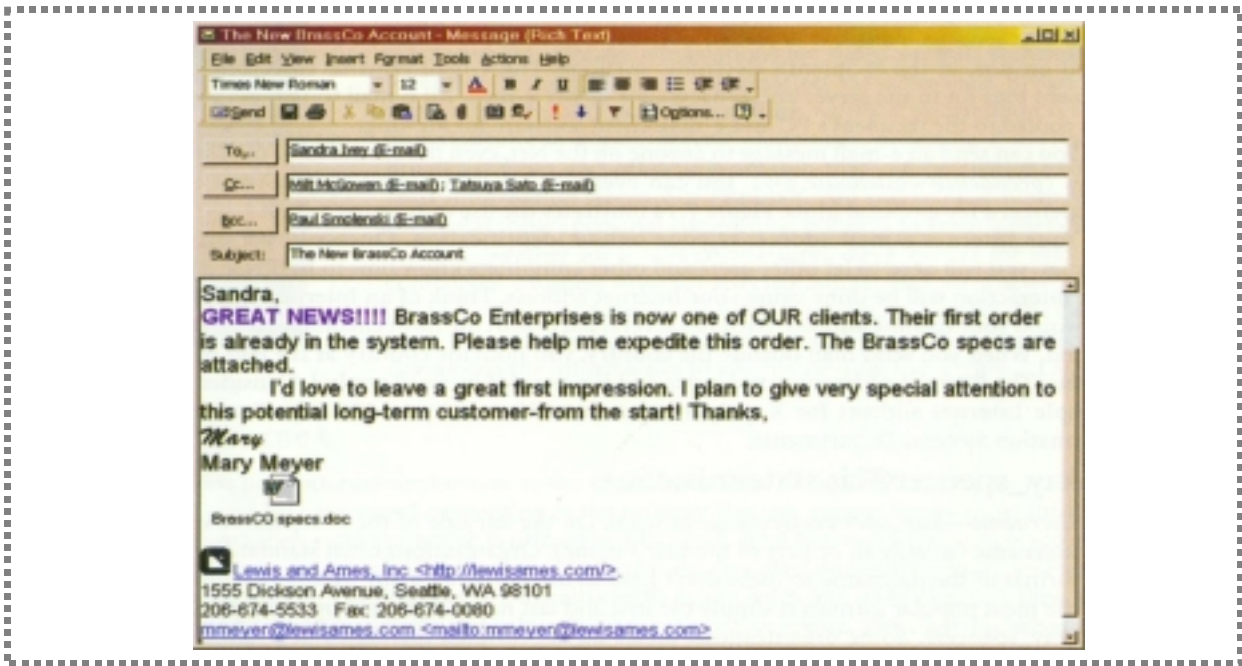 The New BrassCo Account - Message (Rich Text)
File Edit View Insert Format Tools Actions Help
Times New Roman 12 A B I U
Send Options...
To... Sandra Ivey (E-mail)
Cc... Milt McGowen (E-mail); Tatsuya Sato (E-mail)
Bcc... Paul Smolenski (E-mail)
Subject: The New BrassCo Account
Sandra,
GREAT NEWS!!!! BrassCo Enterprises is now one of OUR clients. Their first order
is already in the system. Please help me expedite this order. The BrassCo specs are
attached.
I'd love to leave a great first impression. I plan to give very special attention to
this potential long-term customer-from the start! Thanks,
Mary
Mary Meyer
BrassCO specs.doc
Lewis and Ames, Inc <http://lewisames.com/>.
1555 Dickson Avenue, Seattle, WA 98101
206-674-5533 Fax: 206-674-0080
mmeyer@lewisames.com <mailto:mmeyer@lewisames.com>